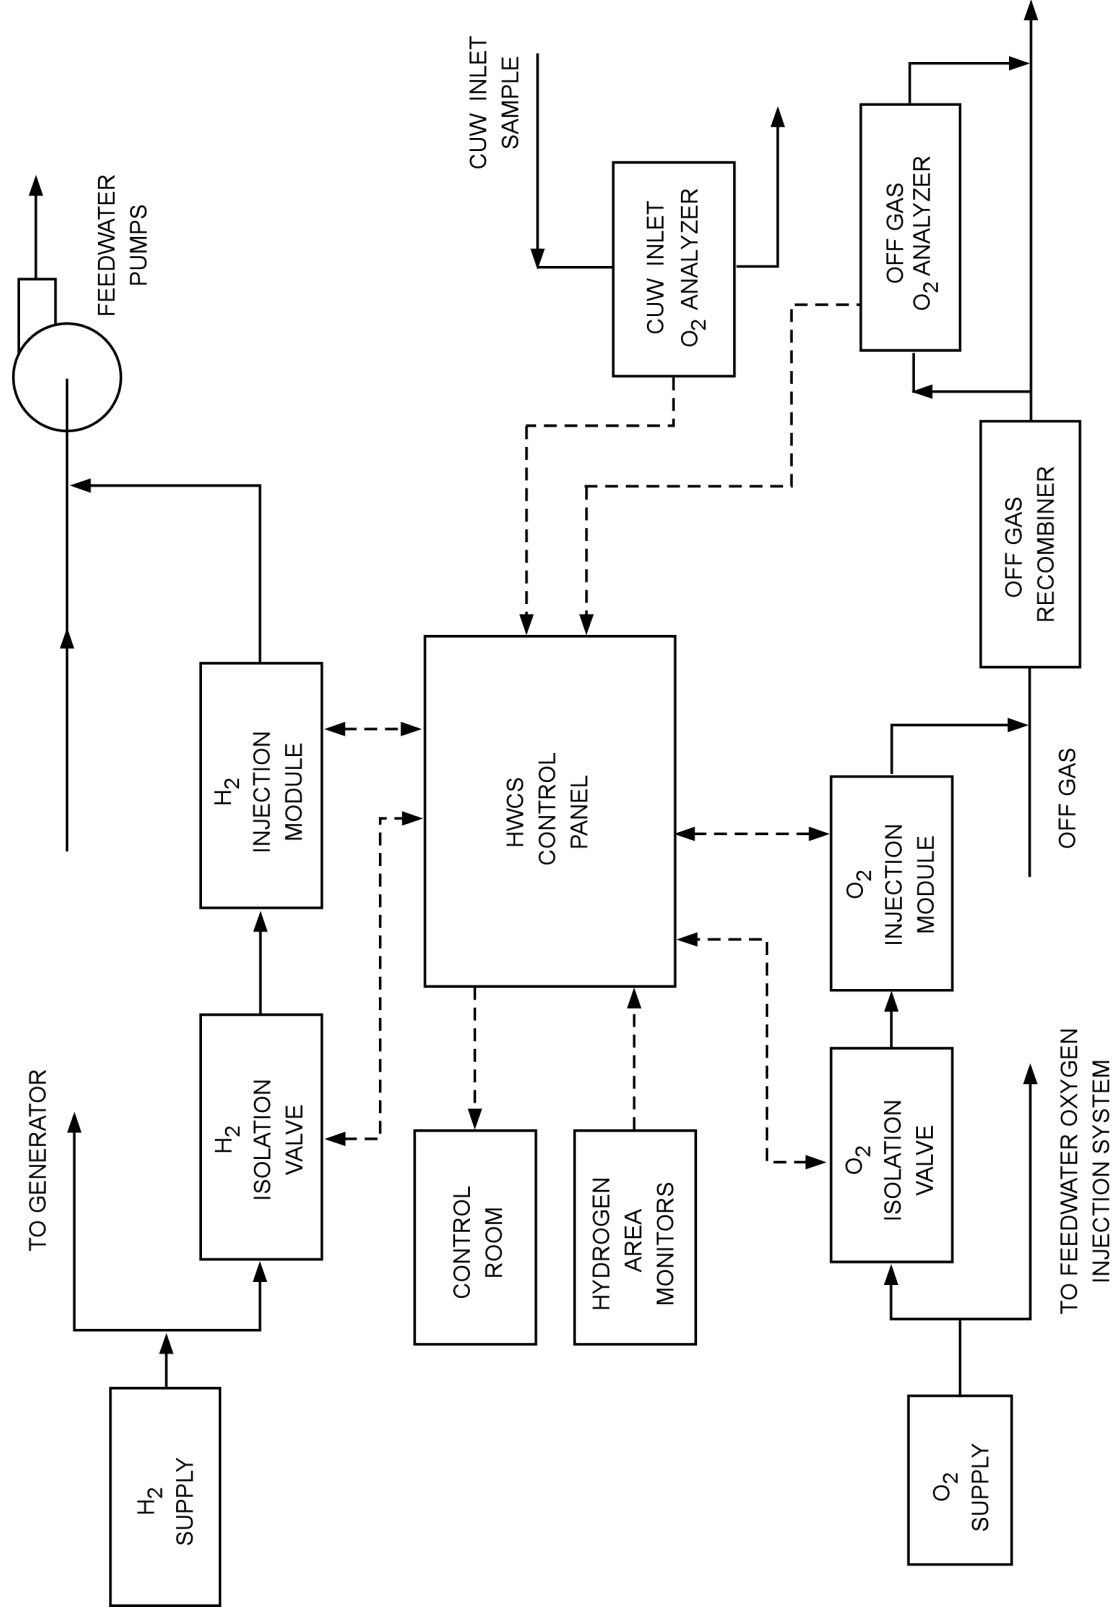 FEEDWATER
PUMPS
CUW INLET
SAMPLE
CUW INLET
O2 ANALYZER
OFF GAS
O2 ANALYZER
TO GENERATOR
H2
SUPPLY
H2
ISOLATION
VALVE
H2
INJECTION
MODULE
HWCS
CONTROL
PANEL
CONTROL
ROOM
HYDROGEN
AREA
MONITORS
O2
SUPPLY
O2
ISOLATION
VALVE
O2
INJECTION
MODULE
OFF GAS
RECOMBINER
OFF GAS
TO FEEDWATER OXYGEN
INJECTION SYSTEM